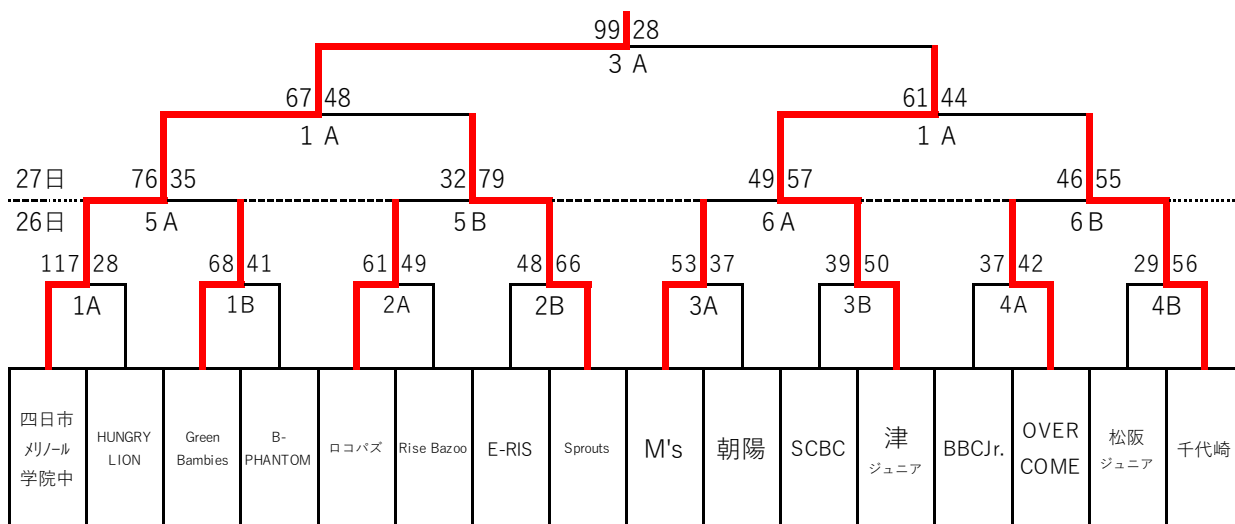 99 28
3 A
67 48
61 44
1 A
1 A
27日
76 35
32 79
49 57
46 55
26日
5 A
5 B
6 A
6 B
117 28
68 41
61 49
48 66
53 37
39 50
37 42
29 56
1A
1B
2A
2B
3A
3B
4A
4B
四日市
メリノール
学院中
HUNGRY
LION
Green
Bambies
B-
PHANTOM
ロコバズ
Rise Bazoo
E-RIS
Sprouts
M's
朝陽
SCBC
津
ジュニア
BBCJr.
OVER
COME
松阪
ジュニア
千代崎